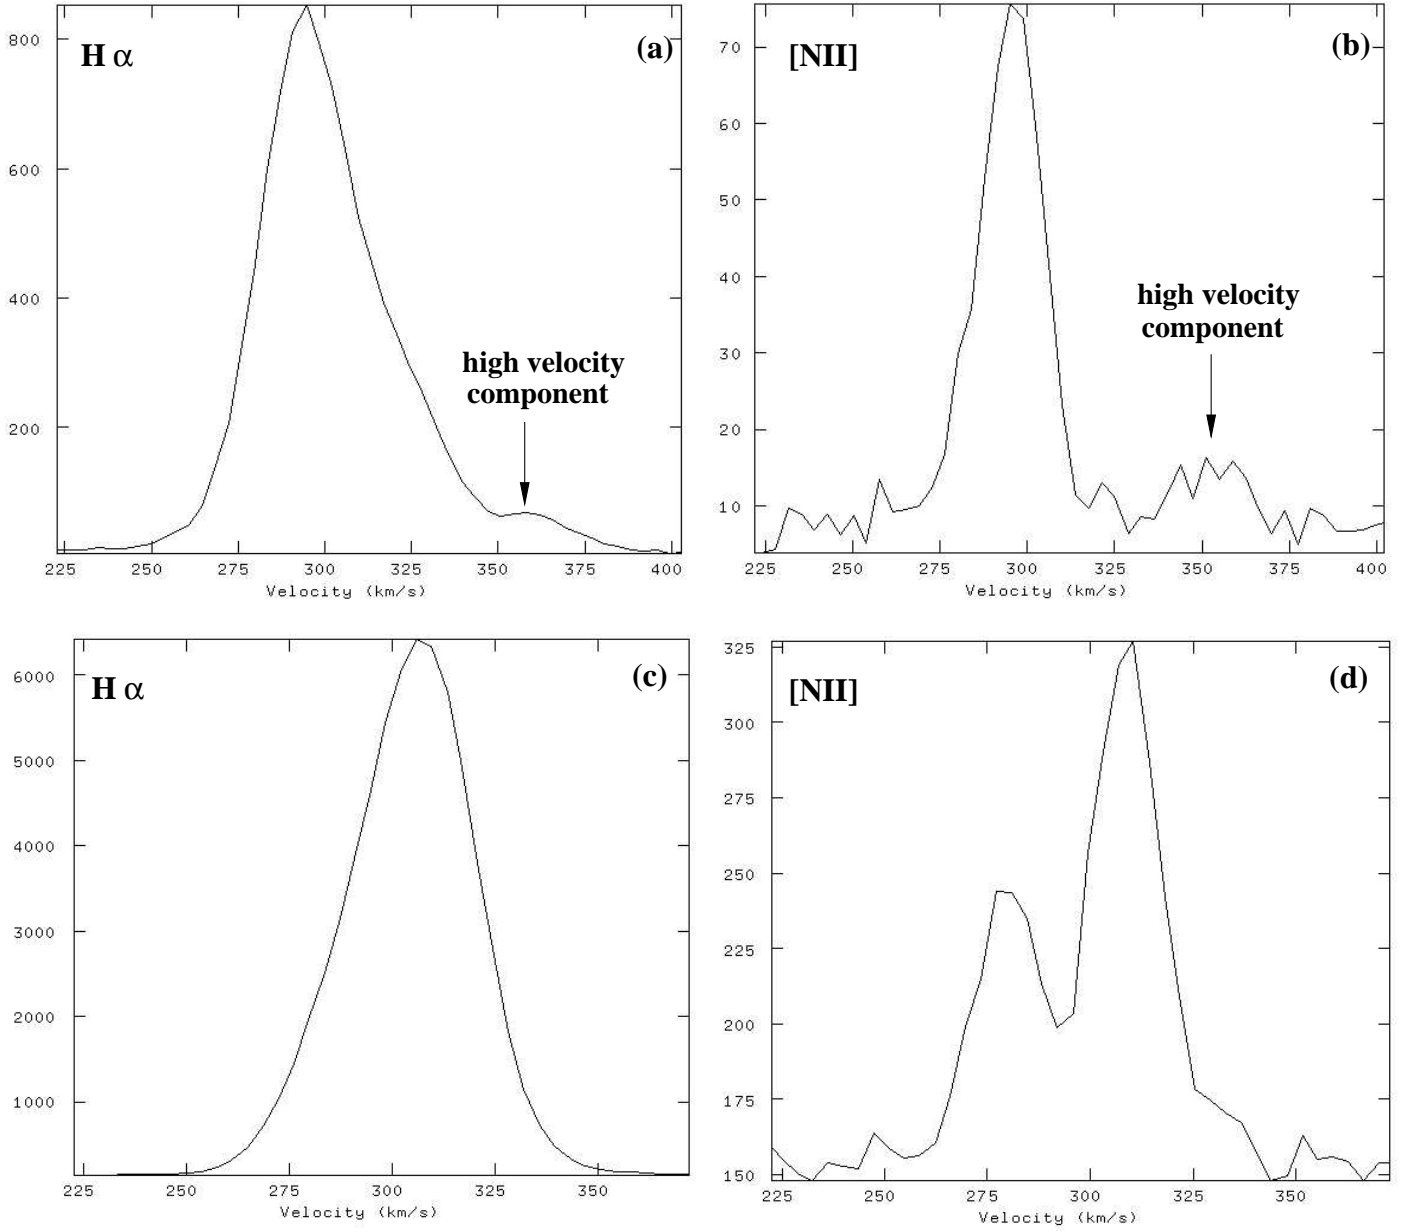 H α
(a)
800
600
400
200
high velocity
component
225 250 275 300 325 350 375 400
Velocity (km/s)
[NII]
(b)
70
60
50
40
30
20
10
high velocity
component
225 250 275 300 325 350 375 400
Velocity (km/s)
H α
(c)
6000
5000
4000
3000
2000
1000
225 250 275 300 325 350
Velocity (km/s)
[NII]
(d)
325
300
275
250
225
200
175
150
225 250 275 300 325 350
Velocity (km/s)